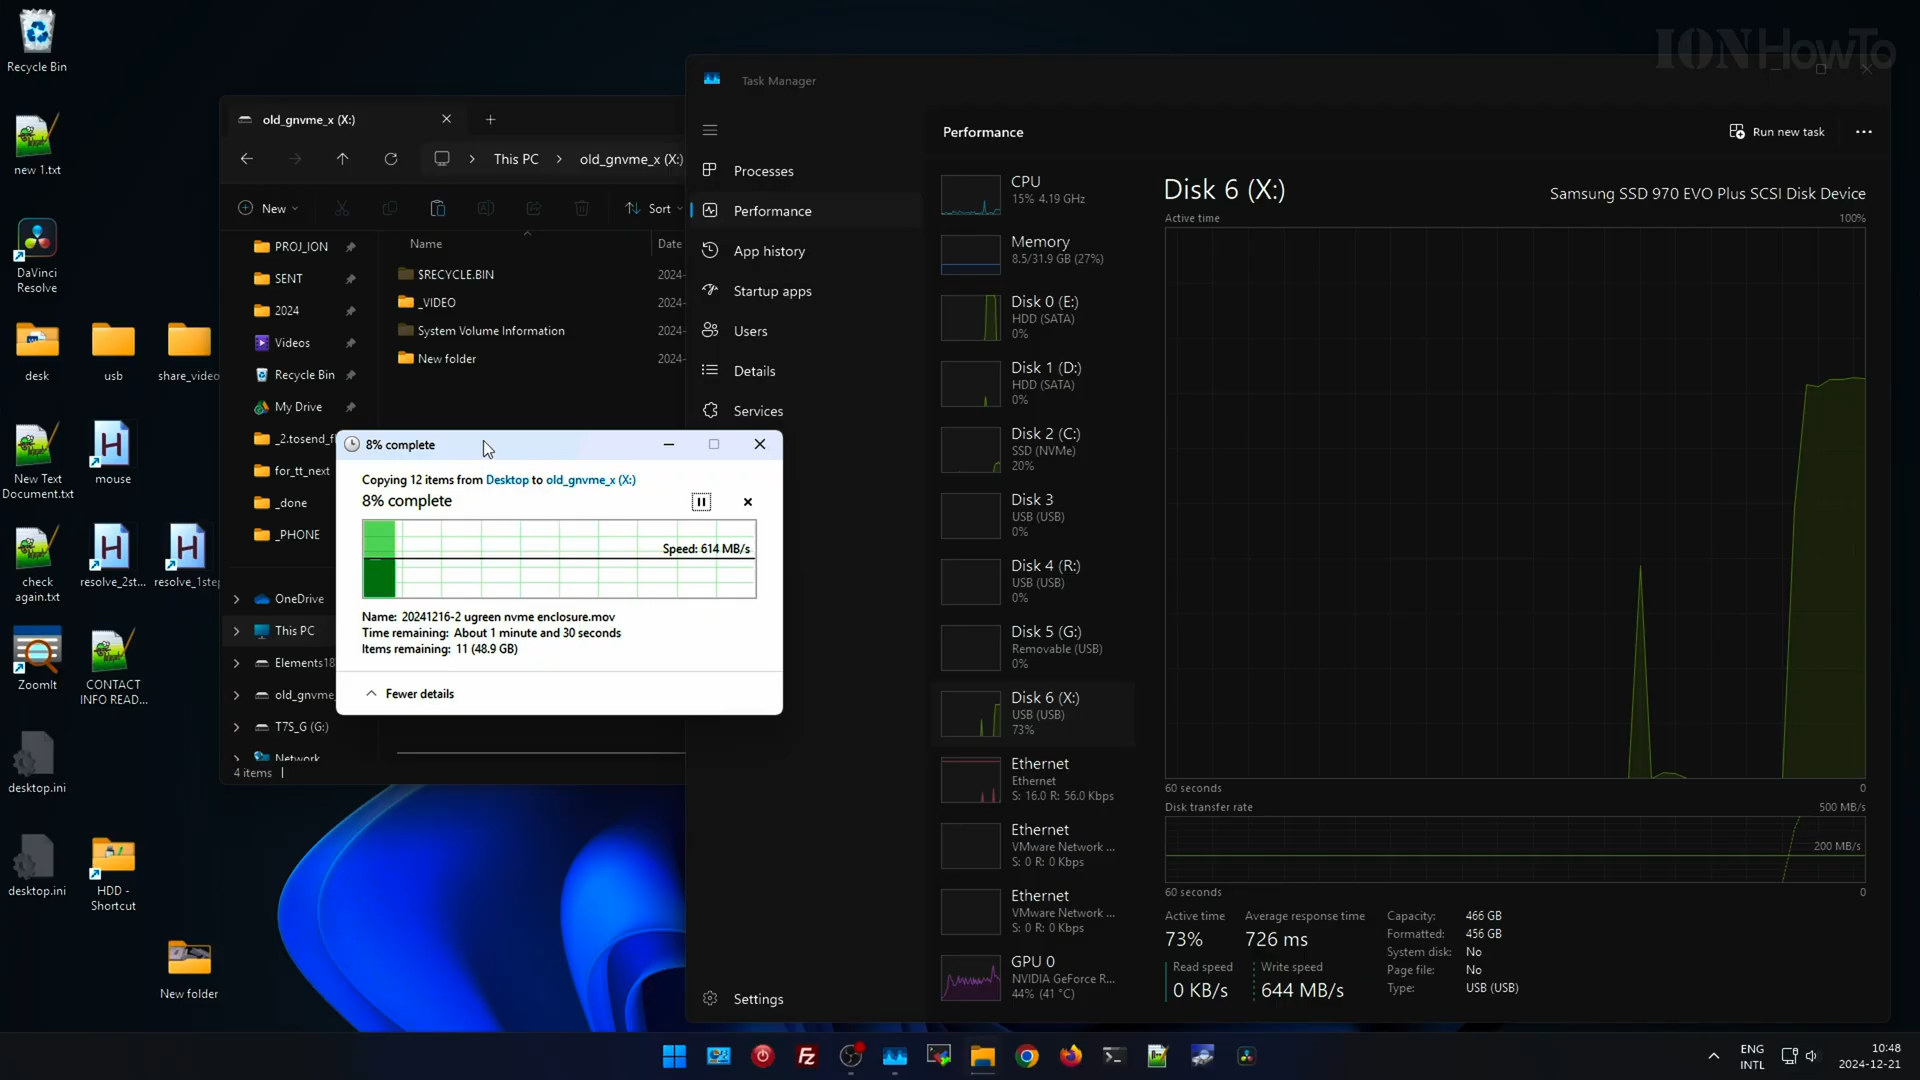 IONHowTo
Recycle Bin
new 1.txt
DaVinci
Resolve
desk
usb
share_video
New Text
Document.txt
mouse
check
again.txt
resolve_2st...
resolve_1step
ZoomIt
CONTACT
INFO READ...
desktop.ini
desktop.ini
HDD -
Shortcut
New folder
old_gnvme_x (X:)
This PC
old_gnvme_x (X:)
New
Sort
PROJ_ION
SENT
2024
Videos
Recycle Bin
My Drive
_2.tosend_f
for_tt_next
_done
_PHONE
OneDrive
This PC
Elements18
old_gnvme_
T7S_G (G:)
Network
4 items
Name
Date
$RECYCLE.BIN
2024-
_VIDEO
2024-
System Volume Information
2024-
New folder
2024-
8% complete
Copying 12 items from Desktop to old_gnvme_x (X:)
8% complete
Speed: 614 MB/s
Name: 20241216-2 ugreen nvme enclosure.mov
Time remaining: About 1 minute and 30 seconds
Items remaining: 11 (48.9 GB)
Fewer details
Task Manager
Processes
Performance
App history
Startup apps
Users
Details
Services
Settings
Performance
Run new task
CPU
15% 4.19 GHz
Memory
8.5/31.9 GB (27%)
Disk 0 (E:)
HDD (SATA)
0%
Disk 1 (D:)
HDD (SATA)
0%
Disk 2 (C:)
SSD (NVMe)
20%
Disk 3
USB (USB)
0%
Disk 4 (R:)
USB (USB)
0%
Disk 5 (G:)
Removable (USB)
0%
Disk 6 (X:)
USB (USB)
73%
Ethernet
Ethernet
S: 16.0 R: 56.0 Kbps
Ethernet
VMware Network ...
S: 0 R: 0 Kbps
Ethernet
VMware Network ...
S: 0 R: 0 Kbps
GPU 0
NVIDIA GeForce R...
44% (41 °C)
Disk 6 (X:)
Samsung SSD 970 EVO Plus SCSI Disk Device
Active time
100%
60 seconds
0
Disk transfer rate
500 MB/s
200 MB/s
60 seconds
0
Active time
73%
Average response time
726 ms
Read speed
0 KB/s
Write speed
644 MB/s
Capacity: 466 GB
Formatted: 456 GB
System disk: No
Page file: No
Type: USB (USB)
ENG
INTL
10:48
2024-12-21